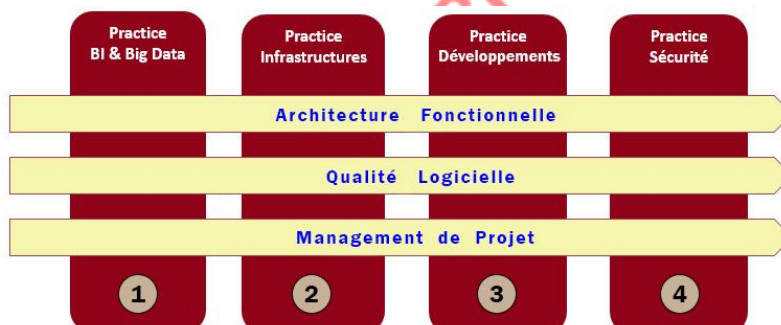 Practice
BI & Big Data
Practice
Infrastructures
Practice
Développements
Practice
Sécurité
Architecture Fonctionnelle
Qualité Logicielle
Management de Projet
1
2
3
4